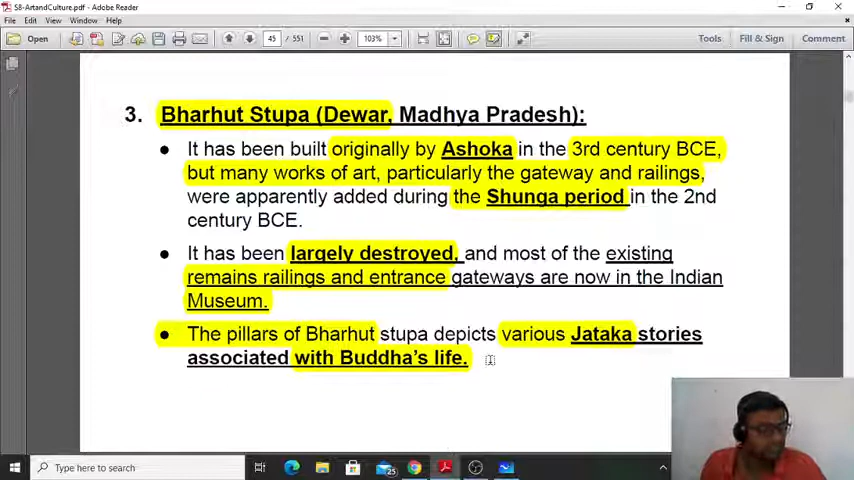 S8-ArtandCulture.pdf - Adobe Reader
File Edit View Window Help
Open 45 / 551 103% Tools Fill & Sign Comment
3. Bharhut Stupa (Dewar, Madhya Pradesh):
● It has been built originally by Ashoka in the 3rd century BCE,
but many works of art, particularly the gateway and railings,
were apparently added during the Shunga period in the 2nd
century BCE.
● It has been largely destroyed, and most of the existing
remains railings and entrance gateways are now in the Indian
Museum.
● The pillars of Bharhut stupa depicts various Jataka stories
associated with Buddha's life.
Type here to search
25